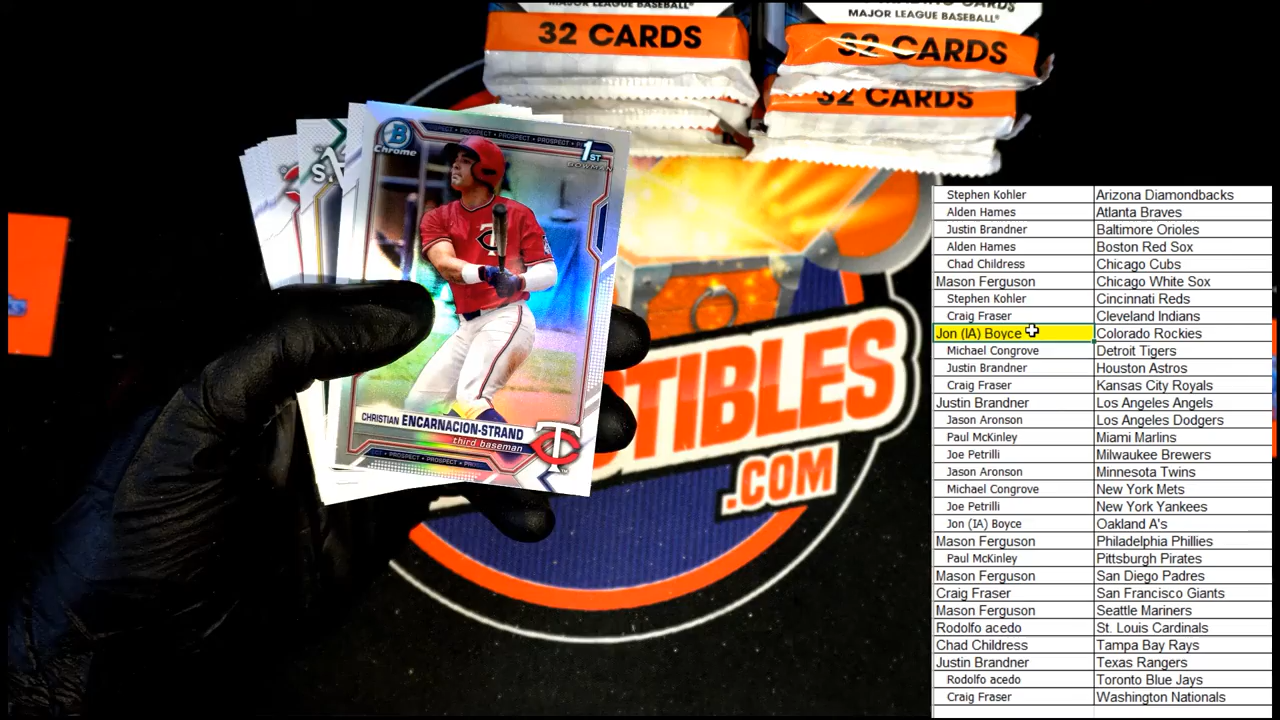 32 CARDS
MAJOR LEAGUE BASEBALL®
32 CARDS
32 CARDS
PROSPECT • PROSPECT • PROSPECT
B
Chrome
1ST
BOWMAN
CHRISTIAN ENCARNACION-STRAND
third baseman
PROSPECT • PROSPECT
TIBLES
.COM
Stephen Kohler Arizona Diamondbacks
Alden Hames Atlanta Braves
Justin Brandner Baltimore Orioles
Alden Hames Boston Red Sox
Chad Childress Chicago Cubs
Mason Ferguson Chicago White Sox
Stephen Kohler Cincinnati Reds
Craig Fraser Cleveland Indians
Jon (IA) Boyce Colorado Rockies
Michael Congrove Detroit Tigers
Justin Brandner Houston Astros
Craig Fraser Kansas City Royals
Justin Brandner Los Angeles Angels
Jason Aronson Los Angeles Dodgers
Paul McKinley Miami Marlins
Joe Petrilli Milwaukee Brewers
Jason Aronson Minnesota Twins
Michael Congrove New York Mets
Joe Petrilli New York Yankees
Jon (IA) Boyce Oakland A's
Mason Ferguson Philadelphia Phillies
Paul McKinley Pittsburgh Pirates
Mason Ferguson San Diego Padres
Craig Fraser San Francisco Giants
Mason Ferguson Seattle Mariners
Rodolfo acedo St. Louis Cardinals
Chad Childress Tampa Bay Rays
Justin Brandner Texas Rangers
Rodolfo acedo Toronto Blue Jays
Craig Fraser Washington Nationals